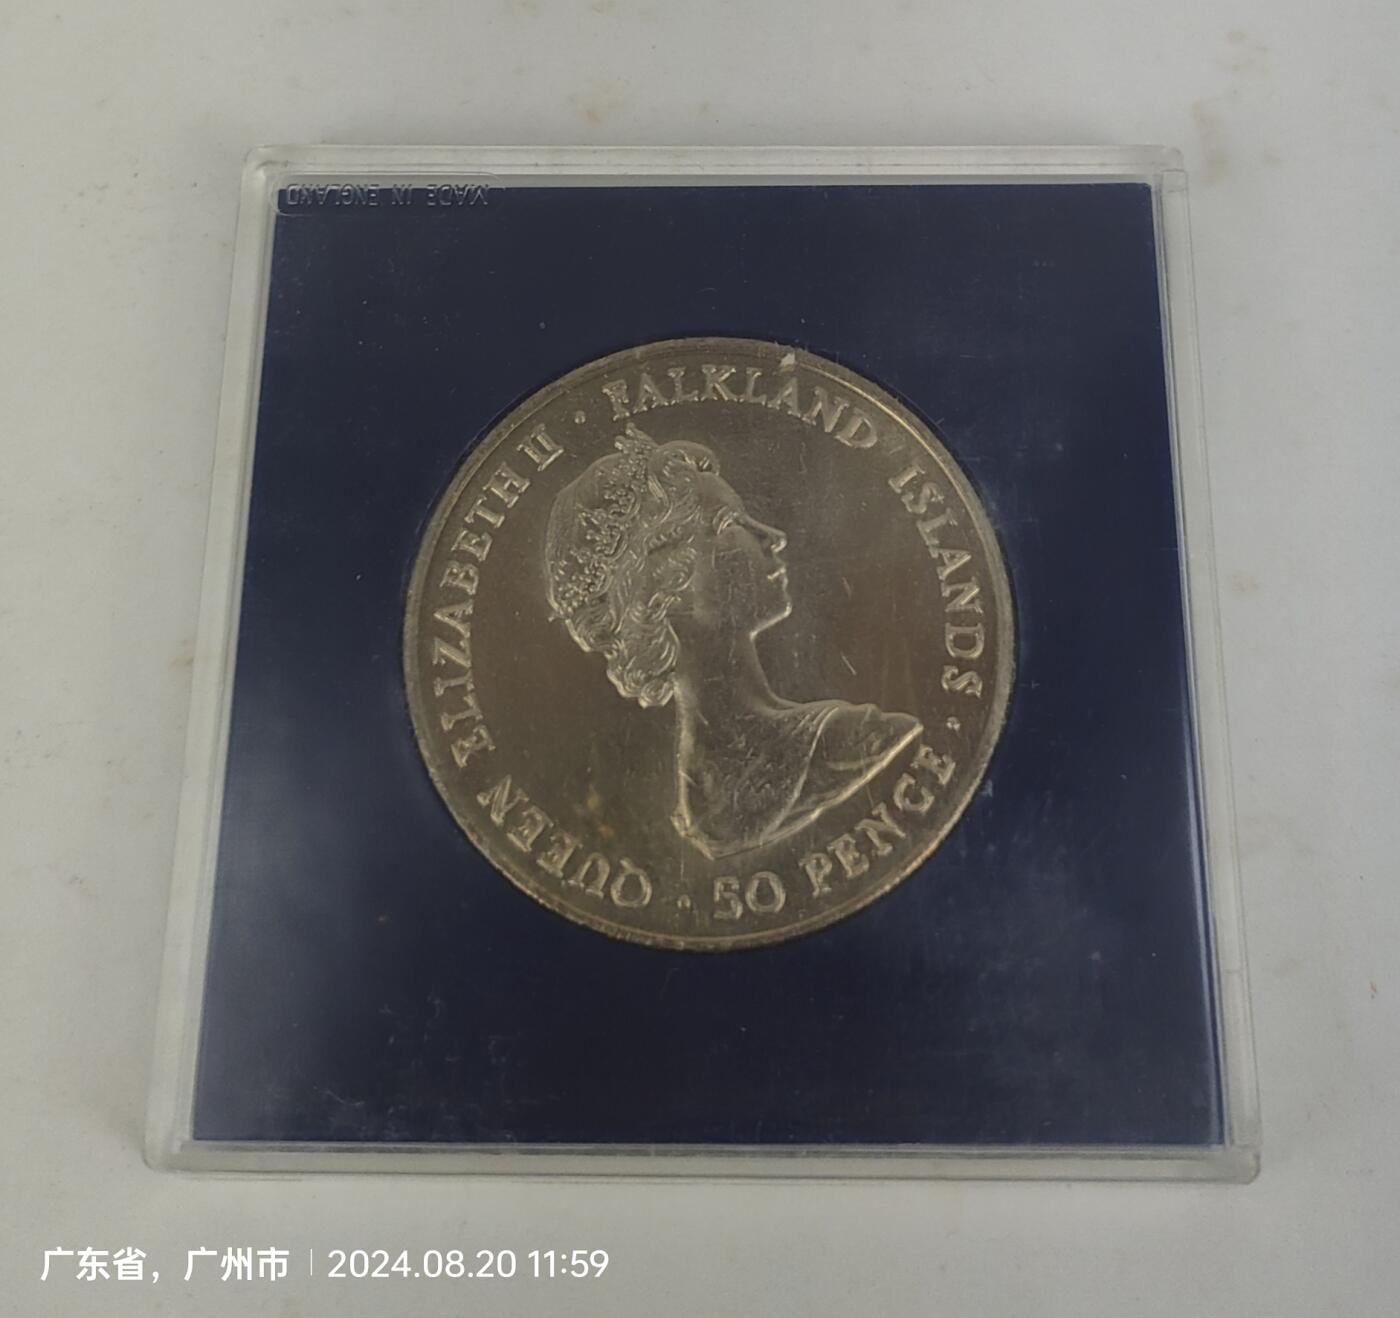 MADE IN ENGLAND
QUEEN ELIZABETH II · FALKLAND ISLANDS · 50 PENCE ·
广东省，广州市 | 2024.08.20 11:59